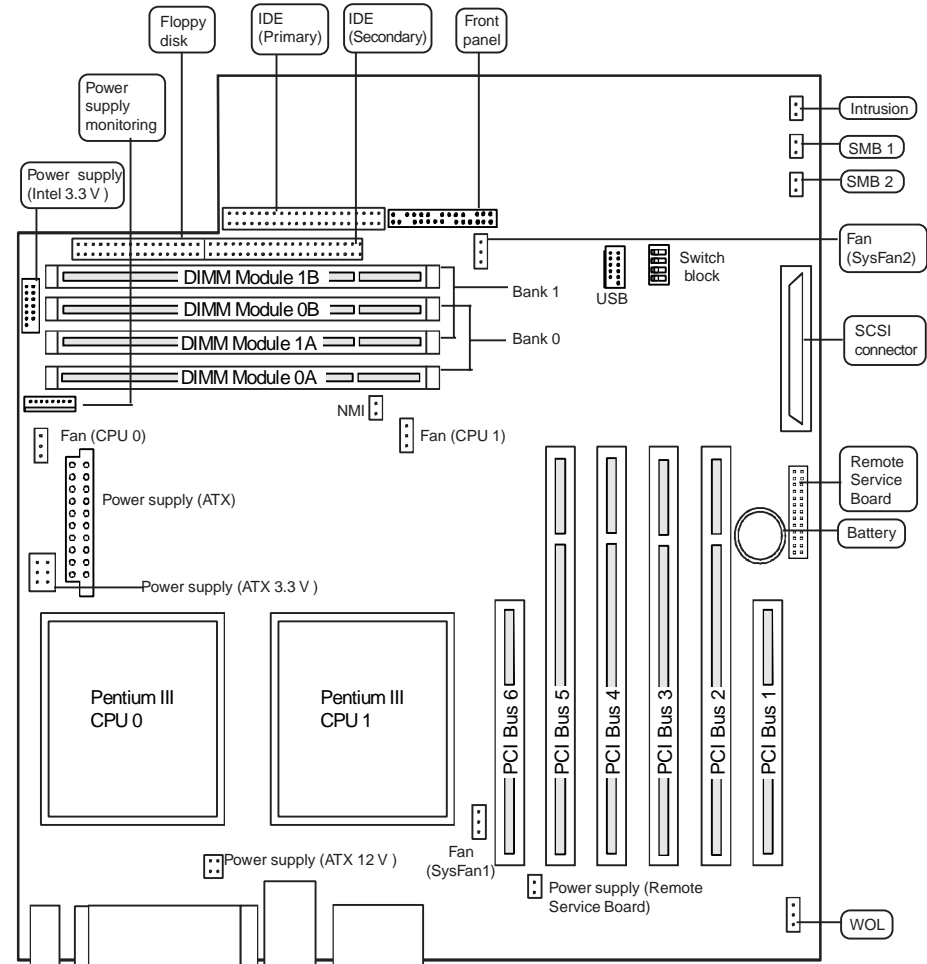 Floppy
disk
IDE
(Primary)
IDE
(Secondary)
Front
panel
Power
supply
monitoring
Power supply
(Intel 3.3 V )
Intrusion
SMB 1
SMB 2
Fan
(SysFan2)
Switch
block
USB
DIMM Module 1B
DIMM Module 0B
DIMM Module 1A
DIMM Module 0A
Bank 1
Bank 0
SCSI
connector
NMI
Fan (CPU 0)
Fan (CPU 1)
Remote
Service
Board
Power supply (ATX)
Battery
Power supply (ATX 3.3 V )
Pentium III
CPU 0
Pentium III
CPU 1
PCI Bus 6
PCI Bus 5
PCI Bus 4
PCI Bus 3
PCI Bus 2
PCI Bus 1
Fan
(SysFan1)
Power supply (ATX 12 V )
Power supply (Remote
Service Board)
WOL